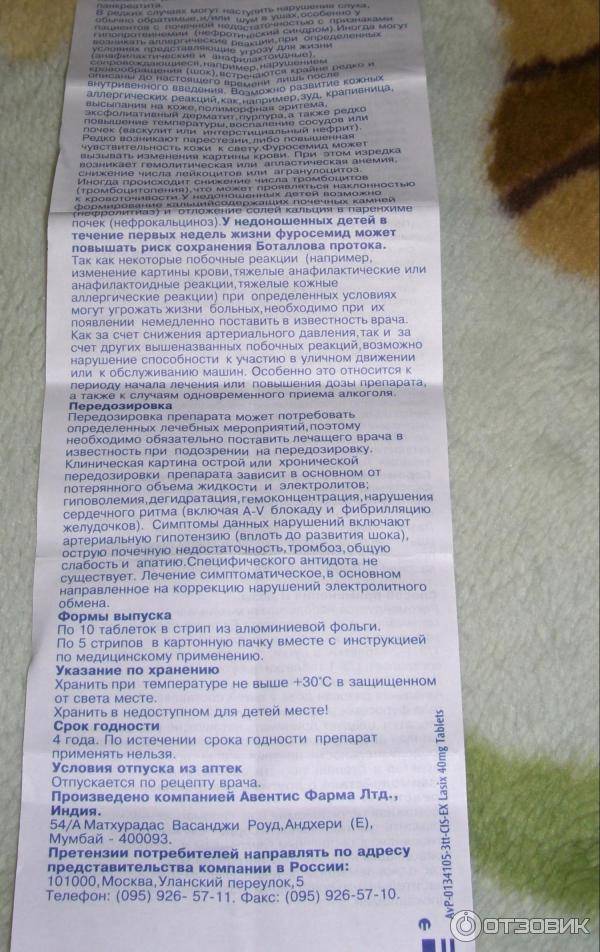 панкреатита.
В редких случаях могут наступить нарушения слуха,
обычно обратимые, и/или шум в ушах, особенно у
пациентов с почечной недостаточностью с признаками
гипопротеинемии (нефротический синдром). Иногда могут
возникать аллергические реакции, при определенных
условиях представляющие угрозу для жизни
(анафилактические и анафилактоидные),
сопровождающиеся, например, нарушением
кровообращения (шок), встречаются крайне редко и
описаны до настоящего времени лишь после
внутривенного введения. Возможно развитие кожных
аллергических реакций, как, например, зуд, крапивница,
высыпания на коже, полиморфная эритема,
эксфолиативный дерматит, пурпура, а также редко
повышение температуры, воспаление сосудов или
почек (васкулит или интерстициальный нефрит).
Редко возникают парестезии, либо повышенная
чувствительность кожи к свету. Фуросемид может
вызывать изменения картины крови. При этом изредка
возникает гемолитическая или апластическая анемия,
снижение числа лейкоцитов или агранулоцитоз.
Иногда происходит снижение числа тромбоцитов
(тромбоцитопения), что может проявляться наклонностью
к кровоточивости. У недоношенных детей возможно
формирование кальцийсодержащих почечных камней
(нефролитиаз) и отложение солей кальция в паренхиме
почек (нефрокальциноз). У недоношенных детей в
течение первых недель жизни фуросемид может
повышать риск сохранения Боталлова протока.
Так как некоторые побочные реакции (например,
изменение картины крови, тяжелые анафилактические или
анафилактоидные реакции, тяжелые кожные
аллергические реакции) при определенных условиях
могут угрожать жизни больных, необходимо при их
появлении немедленно поставить в известность врача.
Как за счет снижения артериального давления, так и за
счет других вышеназванных побочных реакций, возможно
нарушение способности к участию в уличном движении
или к обслуживанию машин. Особенно это относится к
периоду начала лечения или повышения дозы препарата,
а также к случаям одновременного приема алкоголя.
Передозировка
Передозировка препарата может потребовать
определенных лечебных мероприятий, поэтому
необходимо обязательно поставить лечащего врача в
известность при подозрении на передозировку.
Клиническая картина острой или хронической
передозировки препарата зависит в основном от
потерянного объема жидкости и электролитов;
гиповолемия, дегидратация, гемоконцентрация, нарушения
сердечного ритма (включая A-V блокаду и фибрилляцию
желудочков). Симптомы данных нарушений включают
артериальную гипотензию (вплоть до развития шока),
острую почечную недостаточность, тромбоз, общую
слабость и апатию. Специфического антидота не
существует. Лечение симптоматическое, в основном
направленное на коррекцию нарушений электролитного
обмена.
Формы выпуска
По 10 таблеток в стрип из алюминиевой фольги.
По 5 стрипов в картонную пачку вместе с инструкцией
по медицинскому применению.
Указание по хранению
Хранить при температуре не выше +30°C в защищенном
от света месте.
Хранить в недоступном для детей месте!
Срок годности
4 года. По истечении срока годности препарат
применять нельзя.
Условия отпуска из аптек
Отпускается по рецепту врача.
Произведено компанией Авентис Фарма Лтд.,
Индия.
54/А Матхурадас Васанджи Роуд, Андхери (Е),
Мумбай - 400093.
Претензии потребителей направлять по адресу
представительства компании в России:
101000, Москва, Уланский переулок, 5
Телефон: (095) 926- 57-11. Факс: (095) 926-57-10.
AvP-0134105-3tt-CIS-EX Lasix 40mg Tablets
ОТЗОВИК